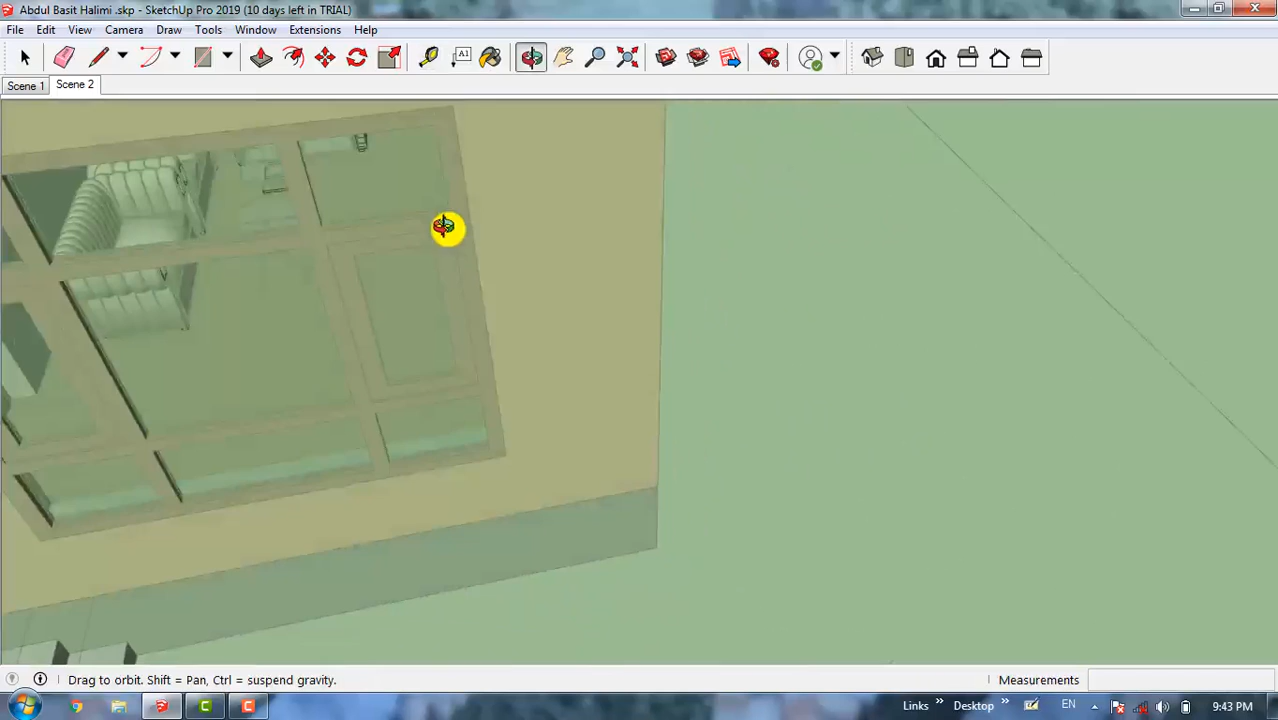 Abdul Basit Halimi .skp - SketchUp Pro 2019 (10 days left in TRIAL)
File Edit View Camera Draw Tools Window Extensions Help
A1
Scene 1 Scene 2
Drag to orbit. Shift = Pan, Ctrl = suspend gravity.
Measurements
Links » Desktop » EN 9:43 PM